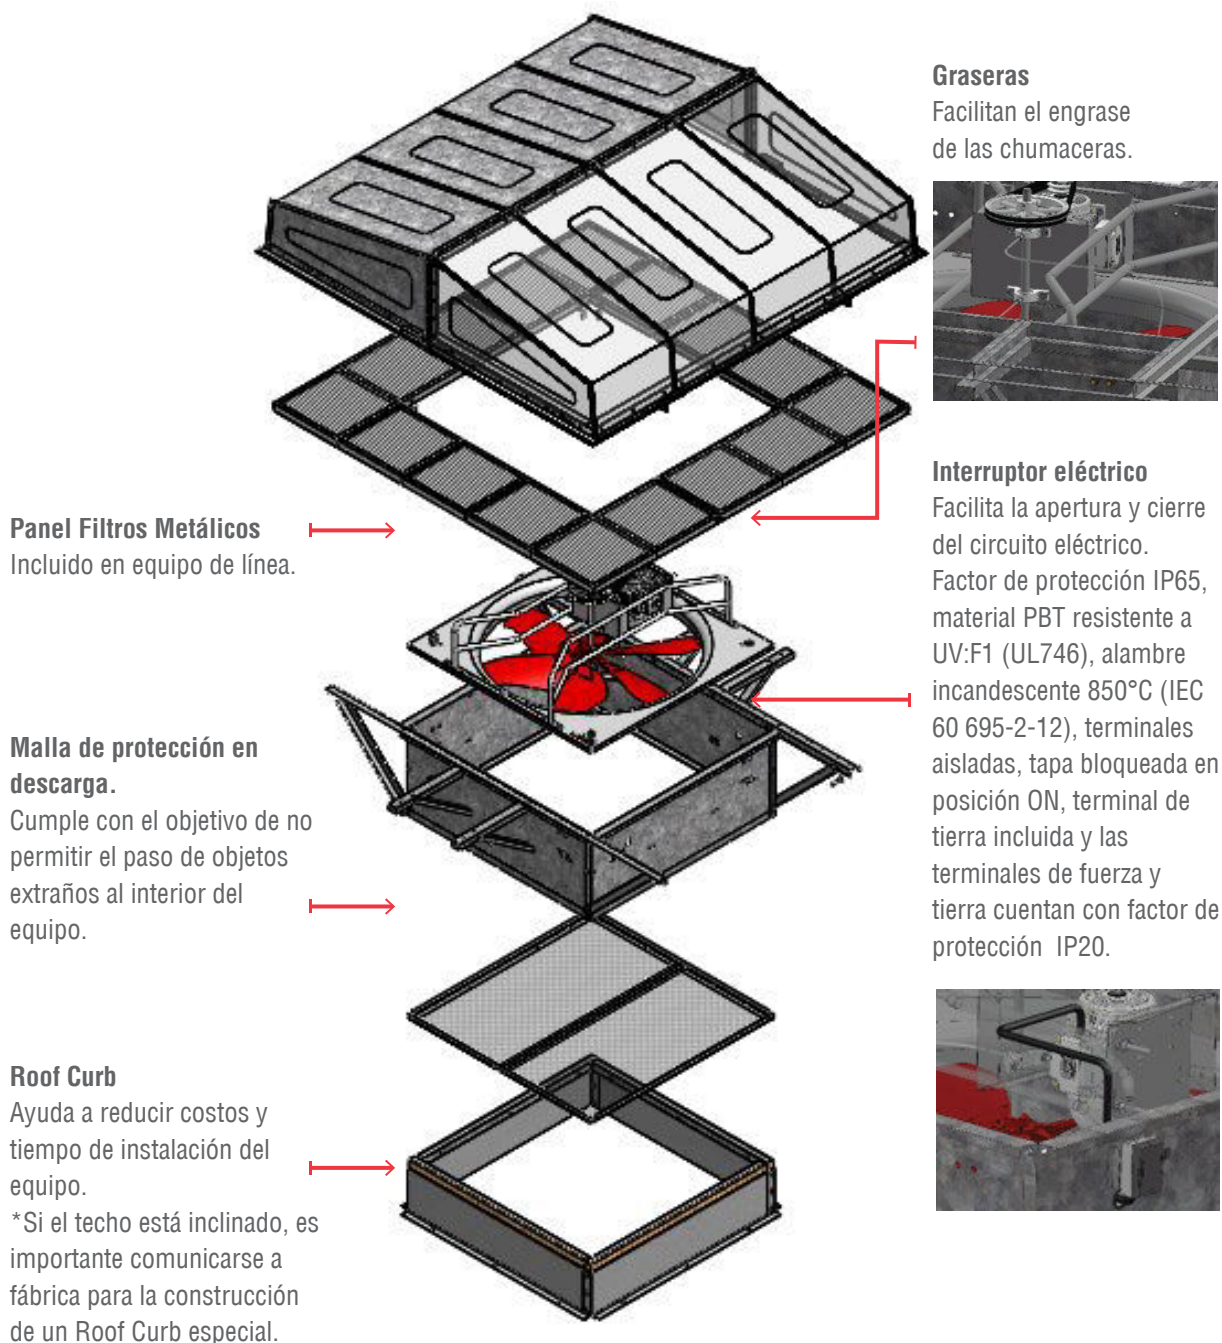 Graseras
Facilitan el engrase
de las chumaceras.
Panel Filtros Metálicos
Incluido en equipo de línea.
Interruptor eléctrico
Facilita la apertura y cierre
del circuito eléctrico.
Factor de protección IP65,
material PBT resistente a
UV:F1 (UL746), alambre
incandescente 850°C (IEC
60 695-2-12), terminales
aisladas, tapa bloqueada en
posición ON, terminal de
tierra incluida y las
terminales de fuerza y
tierra cuentan con factor de
protección IP20.
Malla de protección en
descarga.
Cumple con el objetivo de no
permitir el paso de objetos
extraños al interior del
equipo.
Roof Curb
Ayuda a reducir costos y
tiempo de instalación del
equipo.
*Si el techo está inclinado, es
importante comunicarse a
fábrica para la construcción
de un Roof Curb especial.